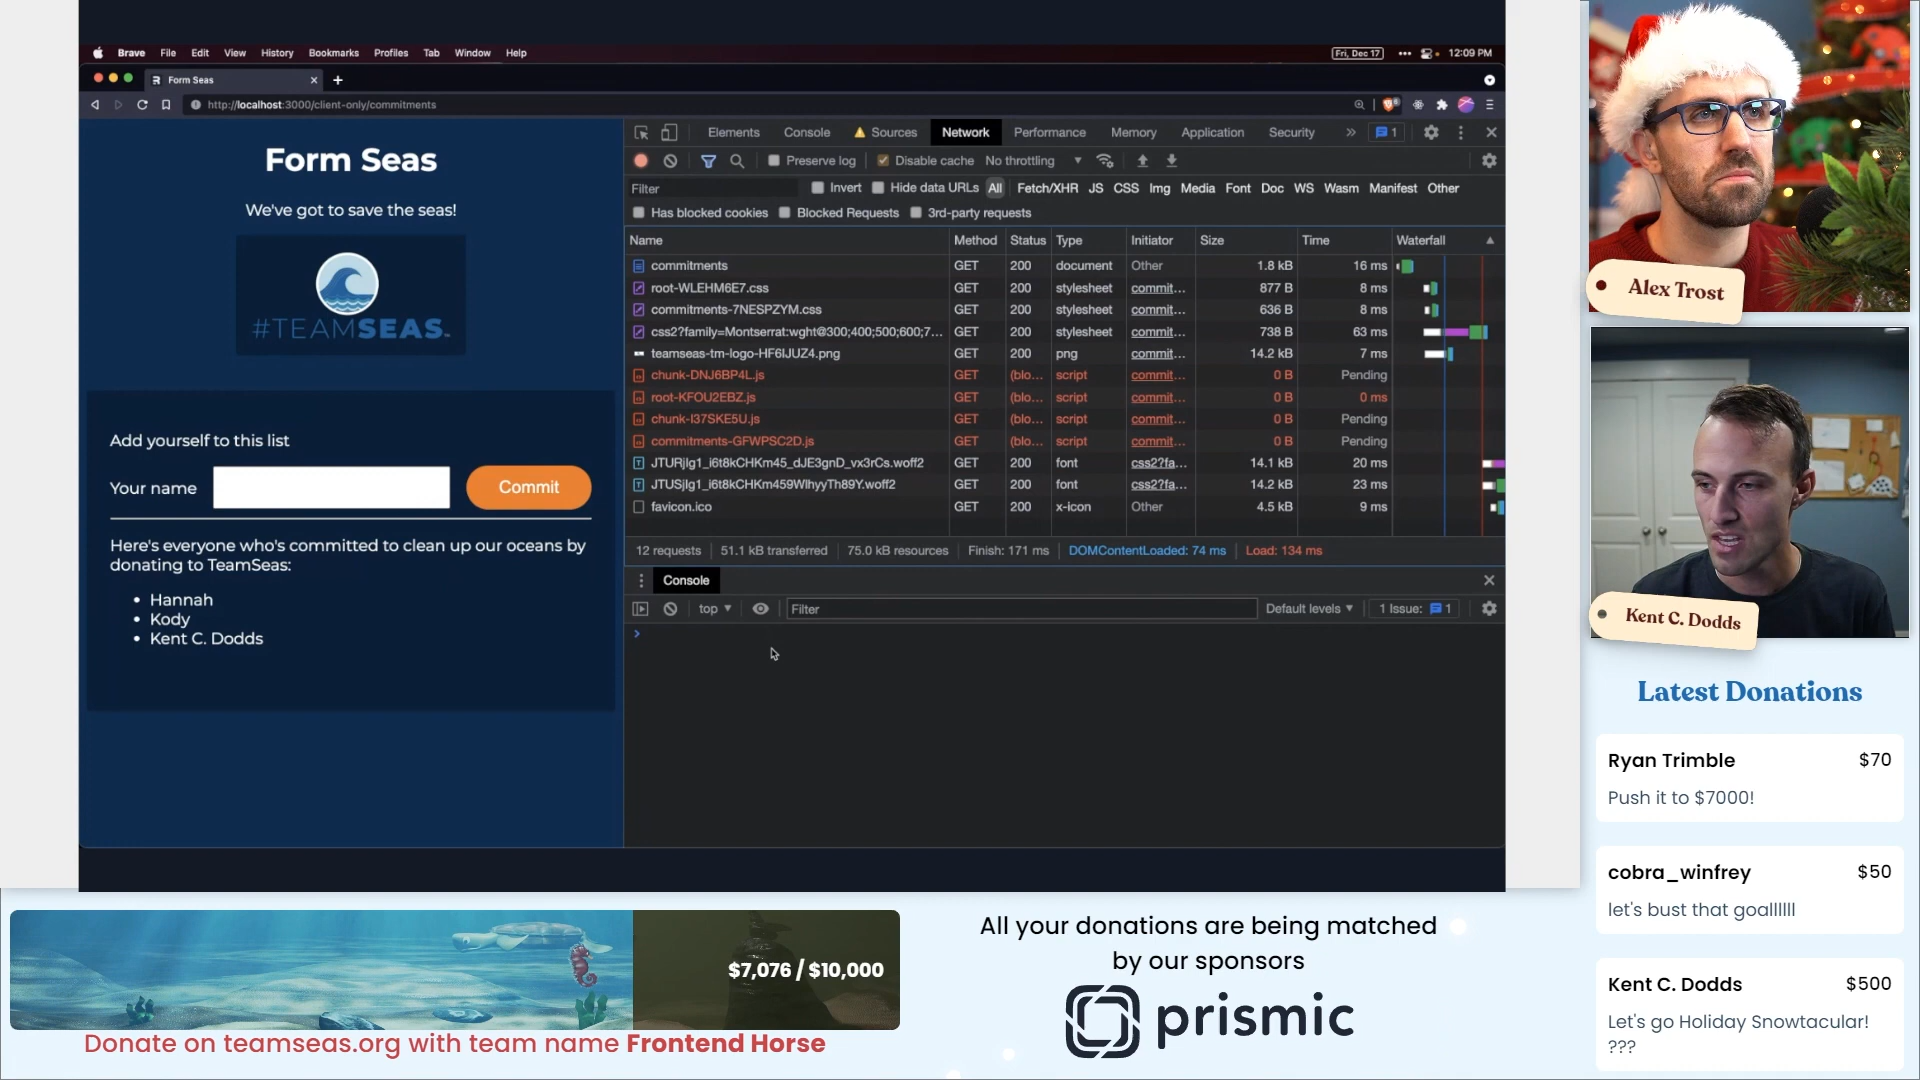 Brave File Edit View History Bookmarks Profiles Tab Window Help
Fri, Dec 17 12:09 PM
Form Seas
http://localhost:3000/client-only/commitments
Form Seas
We've got to save the seas!
#TEAMSEAS
Add yourself to this list
Your name
Commit
Here's everyone who's committed to clean up our oceans by
donating to TeamSeas:
• Hannah
• Kody
• Kent C. Dodds
Elements Console Sources Network Performance Memory Application Security » 1
Preserve log Disable cache No throttling
Filter Invert Hide data URLs All Fetch/XHR JS CSS Img Media Font Doc WS Wasm Manifest Other
Has blocked cookies Blocked Requests 3rd-party requests
Name Method Status Type Initiator Size Time Waterfall
commitments GET 200 document Other 1.8 kB 16 ms
root-WLEHM6E7.css GET 200 stylesheet commit... 877 B 8 ms
commitments-7NESPZYM.css GET 200 stylesheet commit... 636 B 8 ms
css2?family=Montserrat:wght@300;400;500;600;7... GET 200 stylesheet commit... 738 B 63 ms
teamseas-tm-logo-HF6IJUZ4.png GET 200 png commit... 14.2 kB 7 ms
chunk-DNJ6BP4L.js GET (blo... script commit... 0 B Pending
root-KFOU2EBZ.js GET (blo... script commit... 0 B 0 ms
chunk-I37SKE5U.js GET (blo... script commit... 0 B Pending
commitments-GFWPSC2D.js GET (blo... script commit... 0 B Pending
JTURjIg1_i6t8kCHKm45_dJE3gnD_vx3rCs.woff2 GET 200 font css2?fa... 14.1 kB 20 ms
JTUSjIg1_i6t8kCHKm459WlhyyTh89Y.woff2 GET 200 font css2?fa... 14.2 kB 23 ms
favicon.ico GET 200 x-icon Other 4.5 kB 9 ms
12 requests 51.1 kB transferred 75.0 kB resources Finish: 171 ms DOMContentLoaded: 74 ms Load: 134 ms
Console
top Filter Default levels 1 Issue: 1
Alex Trost
Kent C. Dodds
Latest Donations
Ryan Trimble $70
Push it to $7000!
cobra_winfrey $50
let's bust that goallllll
Kent C. Dodds $500
Let's go Holiday Snowtacular!
???
$7,076 / $10,000
Donate on teamseas.org with team name Frontend Horse
All your donations are being matched
by our sponsors
prismic